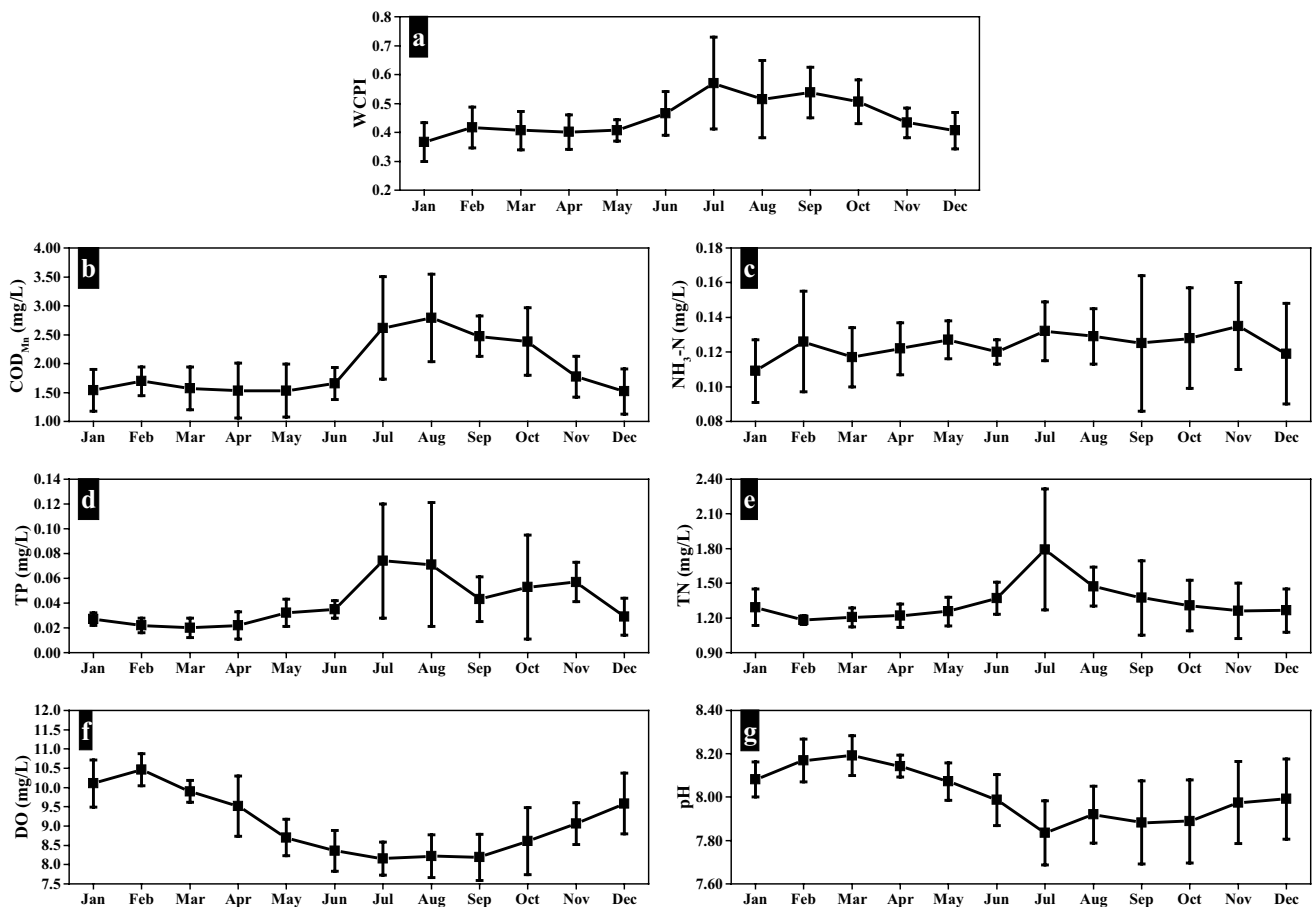 a
WCPI
0.8
0.7
0.6
0.5
0.4
0.3
0.2
Jan Feb Mar Apr May Jun Jul Aug Sep Oct Nov Dec
b
COD_Mn (mg/L)
4.00
3.50
3.00
2.50
2.00
1.50
1.00
Jan Feb Mar Apr May Jun Jul Aug Sep Oct Nov Dec
c
NH3-N (mg/L)
0.18
0.16
0.14
0.12
0.10
0.08
Jan Feb Mar Apr May Jun Jul Aug Sep Oct Nov Dec
d
TP (mg/L)
0.14
0.12
0.10
0.08
0.06
0.04
0.02
0.00
Jan Feb Mar Apr May Jun Jul Aug Sep Oct Nov Dec
e
TN (mg/L)
2.40
2.10
1.80
1.50
1.20
0.90
Jan Feb Mar Apr May Jun Jul Aug Sep Oct Nov Dec
f
DO (mg/L)
12.0
11.5
11.0
10.5
10.0
9.5
9.0
8.5
8.0
7.5
Jan Feb Mar Apr May Jun Jul Aug Sep Oct Nov Dec
g
pH
8.40
8.20
8.00
7.80
7.60
Jan Feb Mar Apr May Jun Jul Aug Sep Oct Nov Dec